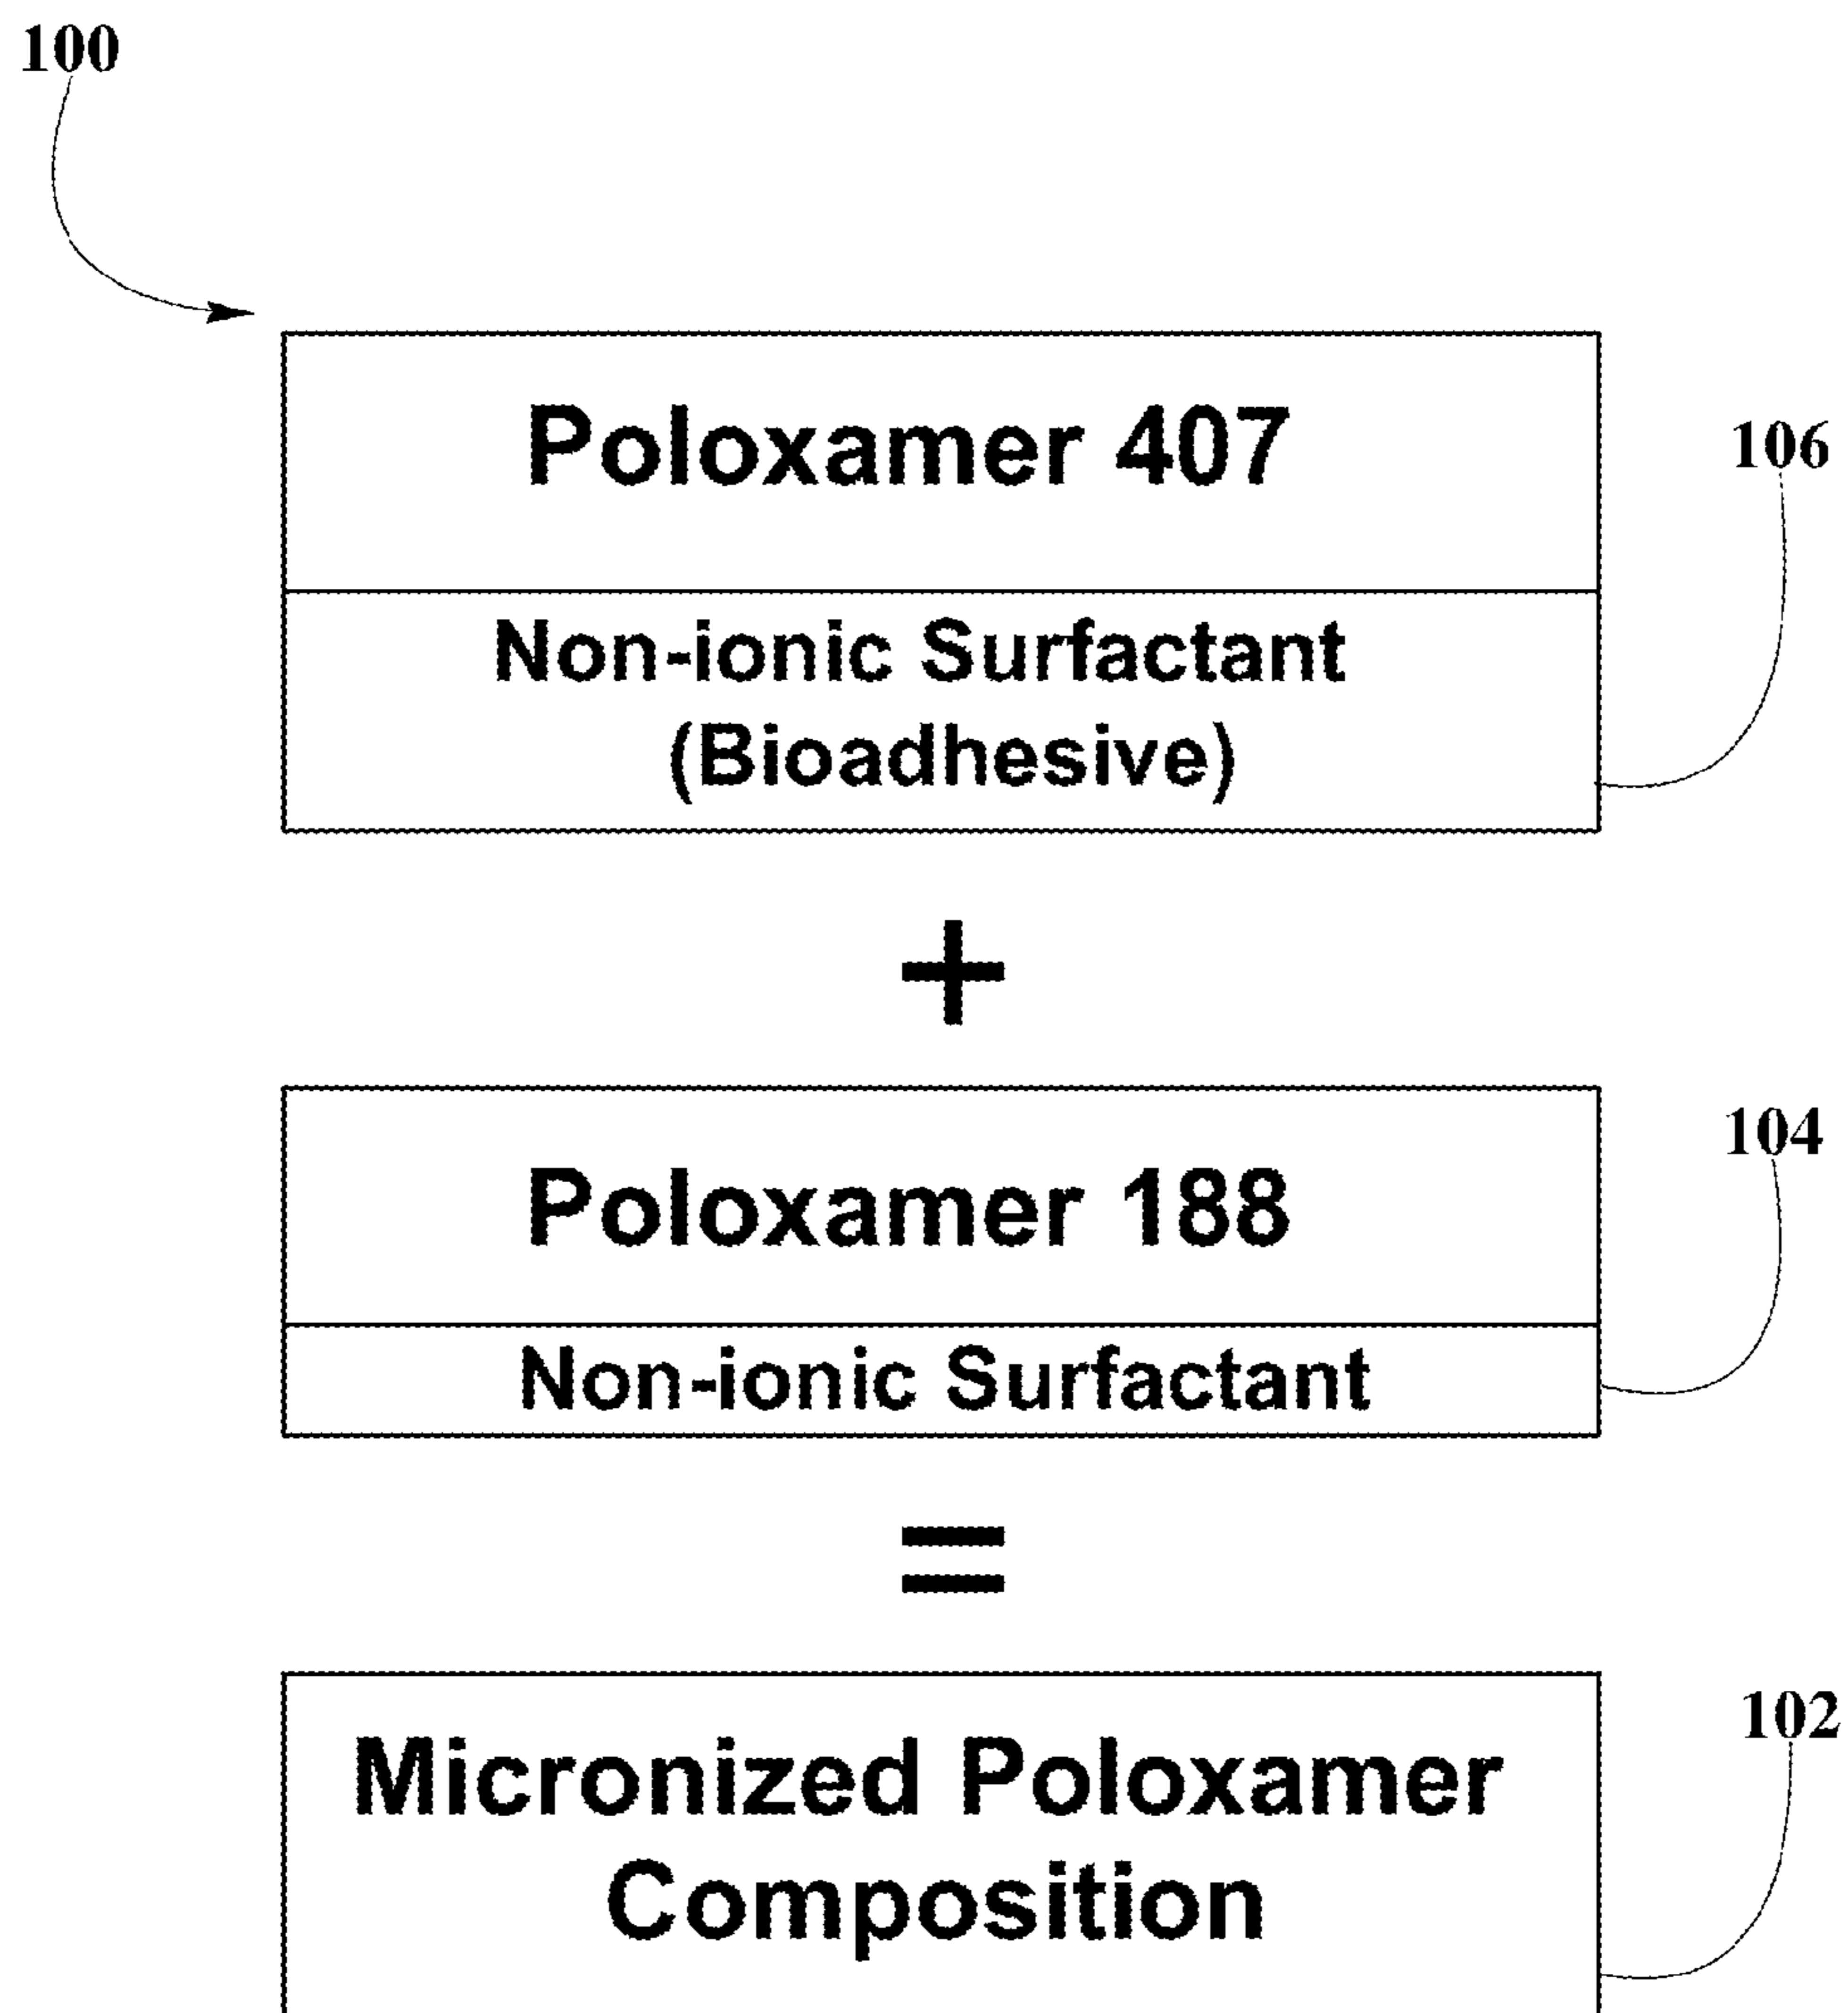 100
Poloxamer 407
106
Non-ionic Surfactant
(Bioadhesive)
+
104
Poloxamer 188
Non-ionic Surfactant
=
102
Micronized Poloxamer
Composition